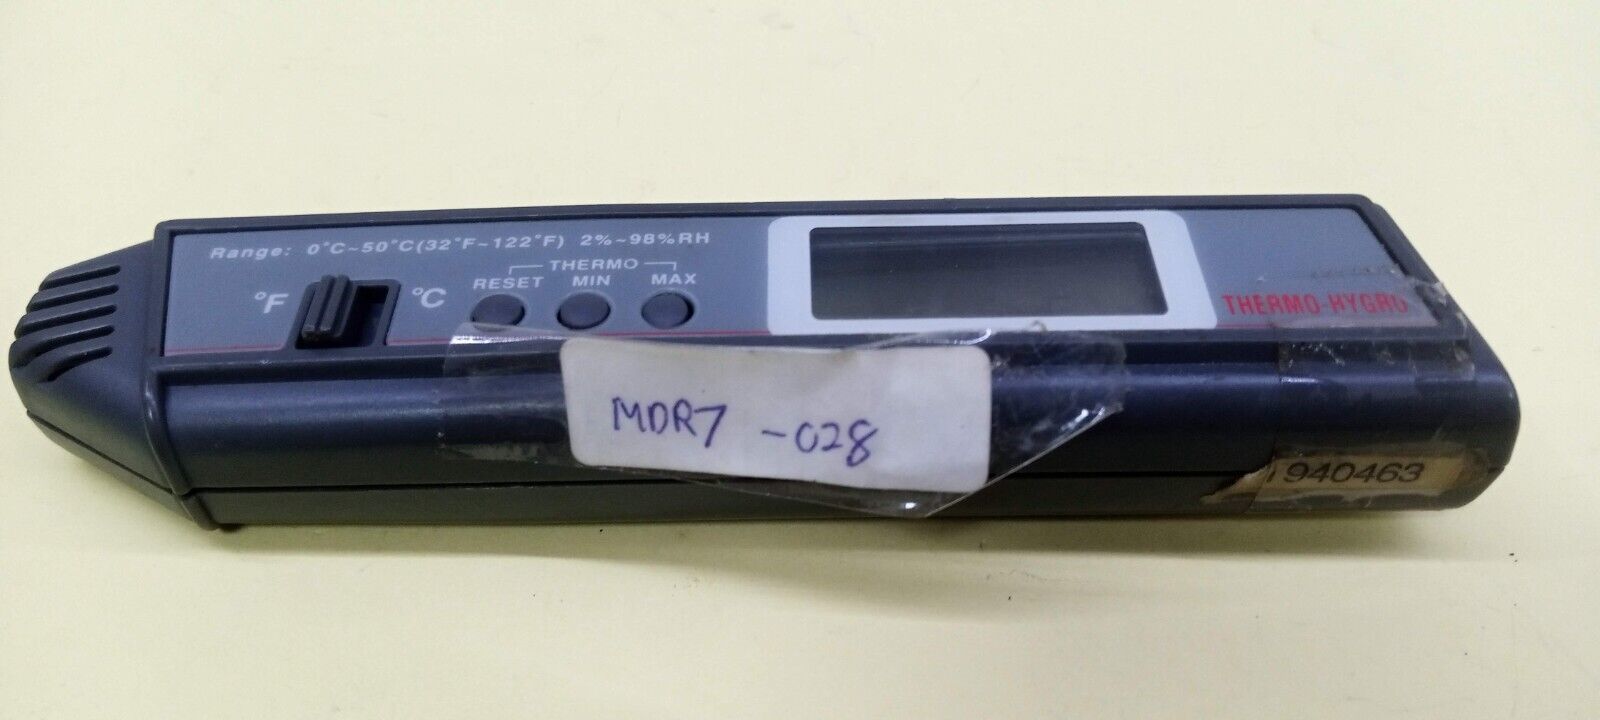 Range: 0°C~50°C(32°F~122°F) 2%~98%RH
THERMO
RESET MIN MAX
°F °C
THERMO-HYGRO
MDR7 -028
940463